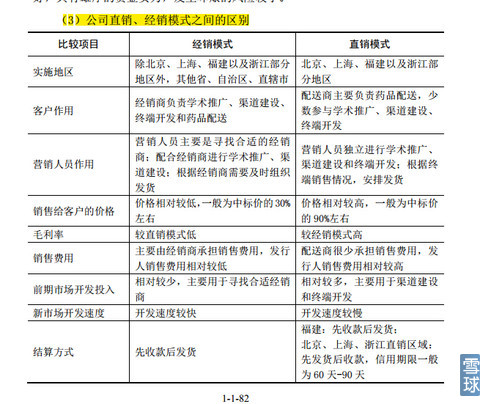 （3）公司直销、经销模式之间的区别
比较项目 经销模式 直销模式
实施地区
除北京、上海、福建以及浙江部分
地区外，其他省、自治区、直辖市
北京、上海、福建以及浙江部
分地区
客户作用
经销商负责学术推广、渠道建设、
终端开发和药品配送
配送商主要负责药品配送，少
数参与学术推广、渠道建设、
终端开发
营销人员作用
营销人员主要是寻找合适的经销
商；配合经销商进行学术推广、渠
道建设；根据经销商需要及时组织
发货
营销人员独立进行学术推广、
渠道建设和终端开发；根据终
端销售情况，安排发货
销售给客户的价格
价格相对较低，一般为中标价的30%
左右
价格相对较高，一般为中标价
的 90%左右
毛利率 较直销模式低 较经销模式高
销售费用
主要由经销商承担销售费用，发行
人销售费用相对较低
配送商很少承担销售费用，发
行人销售费用相对较高
前期市场开发投入
相对较少，主要用于寻找合适经销
商
相对较多，主要用于渠道建设
和终端开发
新市场开发速度 开发速度较快 开发速度较慢
结算方式
先收款后发货
福建：先收款后发货；
北京、上海、浙江直销区域：
先发货后收款，信用期限一般
为 60 天-90 天
1-1-82
雪球